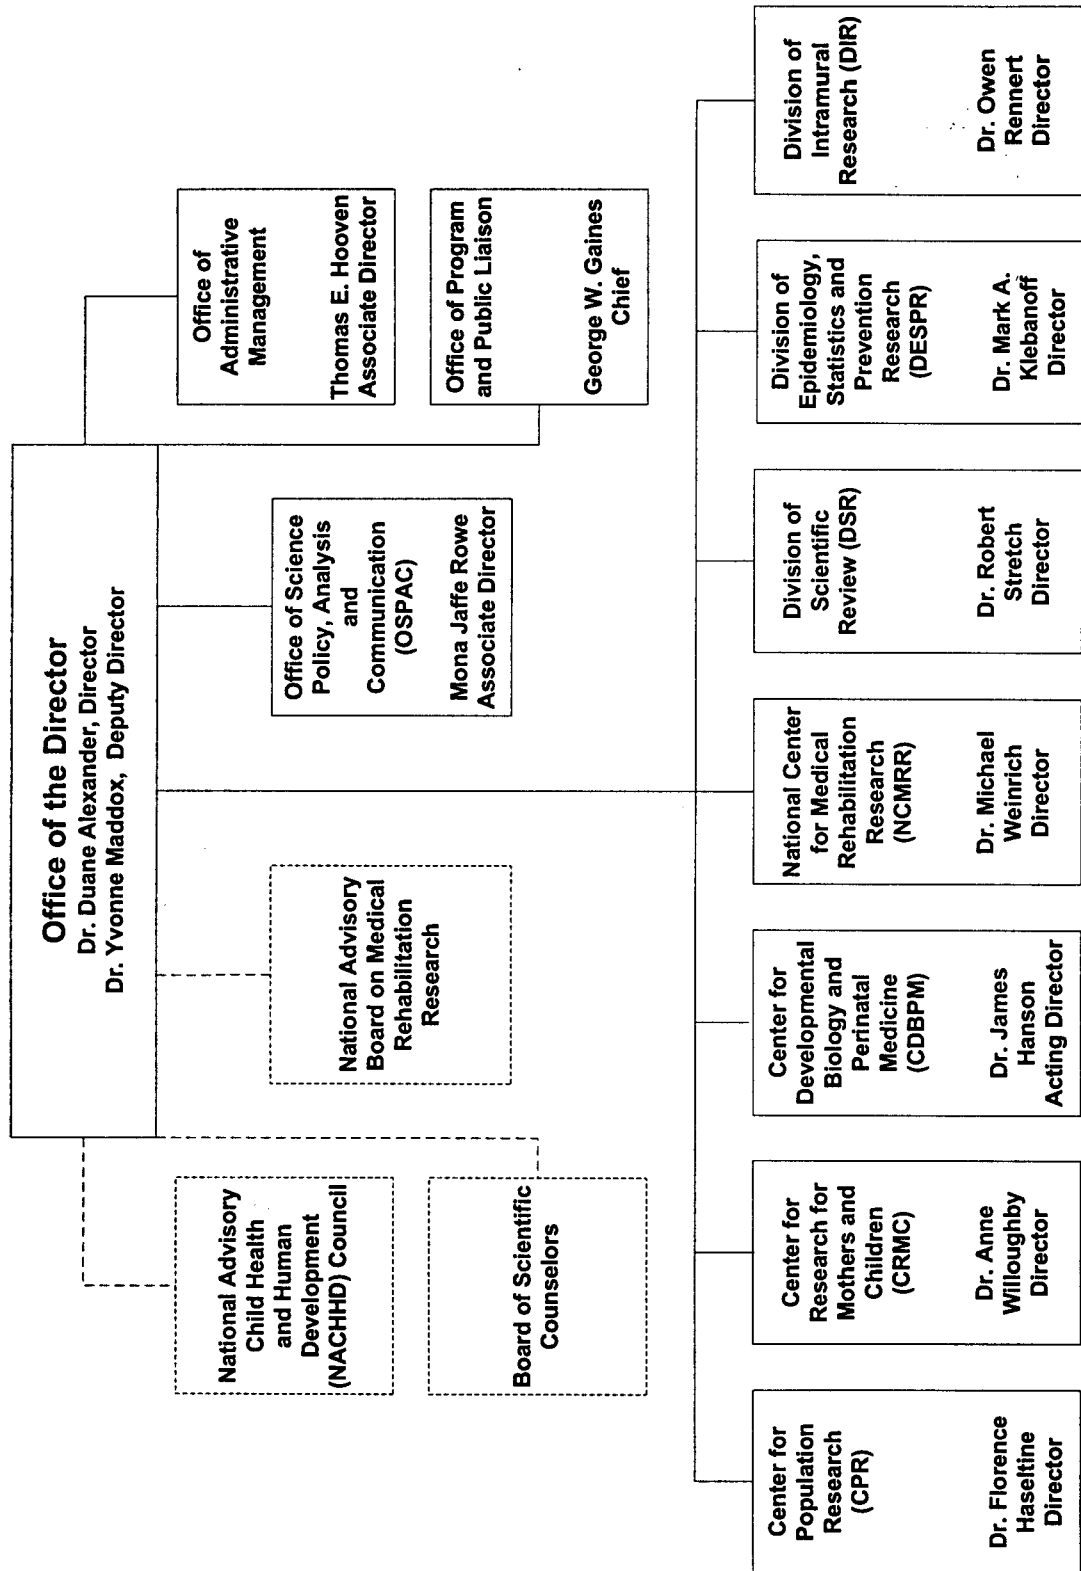 Office of the Director
Dr. Duane Alexander, Director
Dr. Yvonne Maddox, Deputy Director
National Advisory
Child Health
and Human
Development
(NACHHD) Council
Office of
Administrative
Management
Thomas E. Hooven
Associate Director
National Advisory
Board on Medical
Rehabilitation
Research
Office of Science
Policy, Analysis
and
Communication
(OSPAC)
Mona Jaffe Rowe
Associate Director
Board of Scientific
Counselors
Office of Program
and Public Liaison
George W. Gaines
Chief
Center for
Population
Research
(CPR)
Dr. Florence
Haseltine
Director
Center for
Research for
Mothers and
Children
(CRMC)
Dr. Anne
Willoughby
Director
Center for
Developmental
Biology and
Perinatal
Medicine
(CDBPM)
Dr. James
Hanson
Acting Director
National Center
for Medical
Rehabilitation
Research
(NCMRR)
Dr. Michael
Weinrich
Director
Division of
Scientific
Review (DSR)
Dr. Robert
Stretch
Director
Division of
Epidemiology,
Statistics and
Prevention
Research
(DESPR)
Dr. Mark A.
Klebanoff
Director
Division of
Intramural
Research (DIR)
Dr. Owen
Rennert
Director